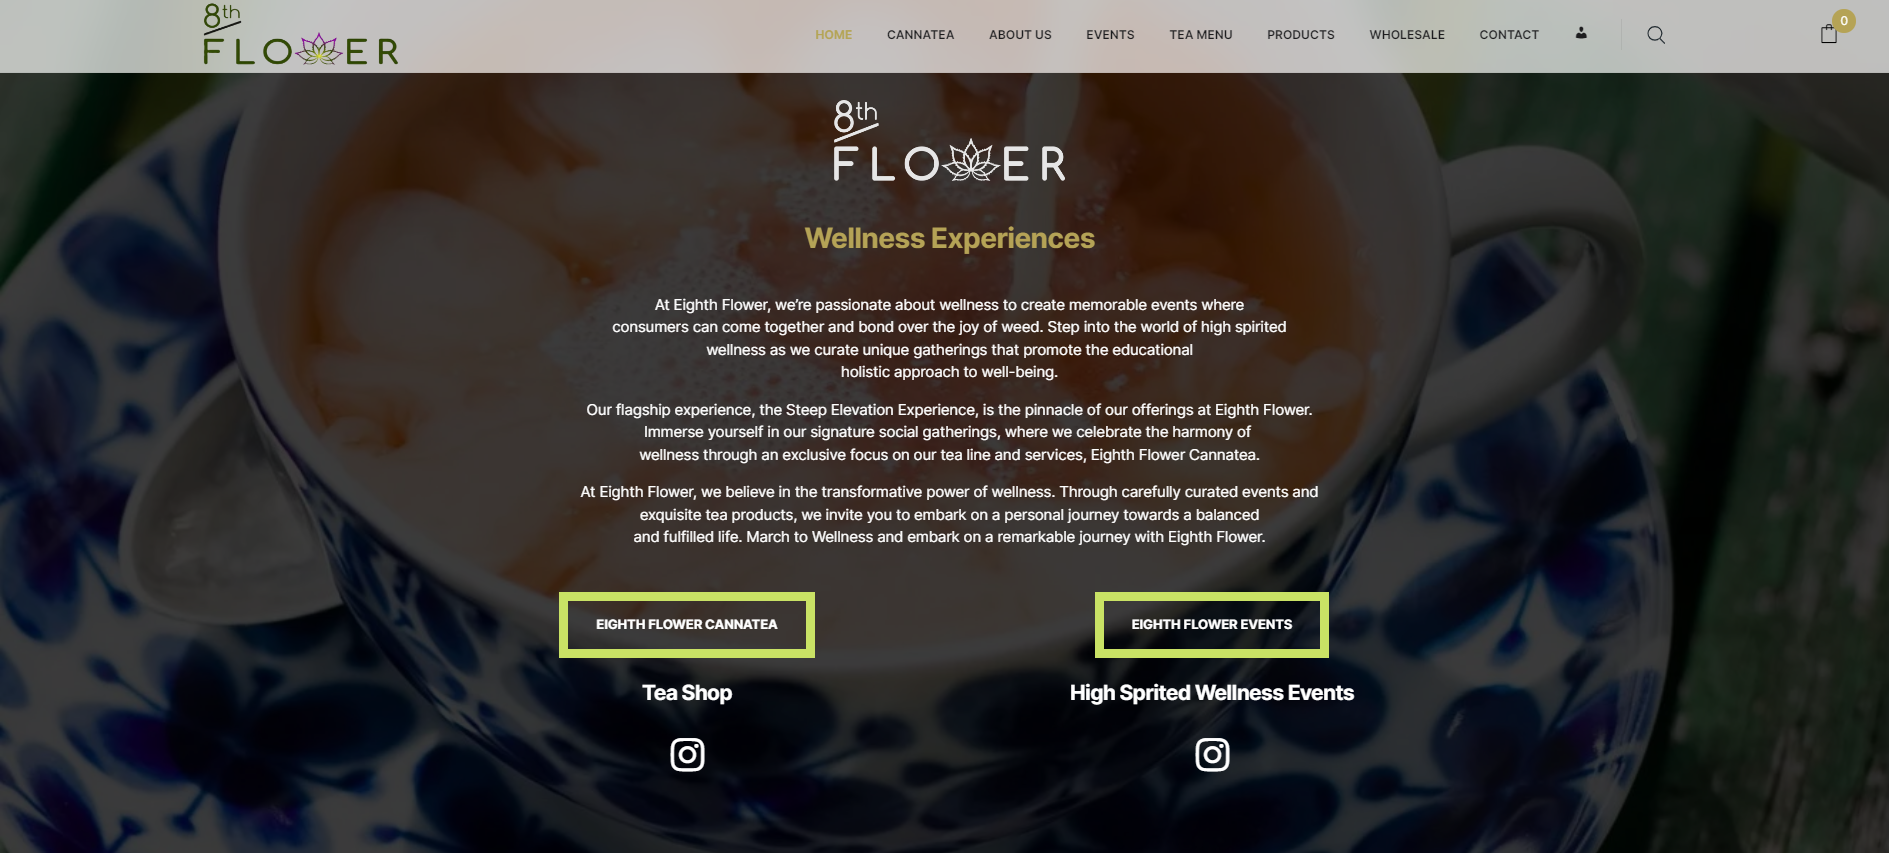 8th
FLOWER
HOME CANNATEA ABOUT US EVENTS TEA MENU PRODUCTS WHOLESALE CONTACT
0
8th
FLOWER
Wellness Experiences
At Eighth Flower, we’re passionate about wellness to create memorable events where
consumers can come together and bond over the joy of weed. Step into the world of high spirited
wellness as we curate unique gatherings that promote the educational
holistic approach to well-being.
Our flagship experience, the Steep Elevation Experience, is the pinnacle of our offerings at Eighth Flower.
Immerse yourself in our signature social gatherings, where we celebrate the harmony of
wellness through an exclusive focus on our tea line and services, Eighth Flower Cannatea.
At Eighth Flower, we believe in the transformative power of wellness. Through carefully curated events and
exquisite tea products, we invite you to embark on a personal journey towards a balanced
and fulfilled life. March to Wellness and embark on a remarkable journey with Eighth Flower.
EIGHTH FLOWER CANNATEA
EIGHTH FLOWER EVENTS
Tea Shop
High Sprited Wellness Events